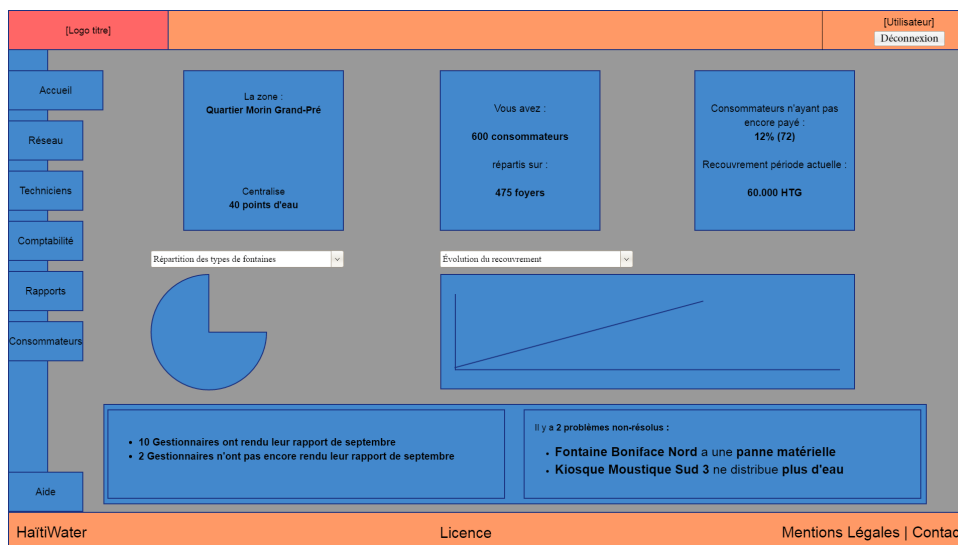 [Logo titre]
[Utilisateur]
Déconnexion
Accueil
Réseau
Techniciens
Comptabilité
Rapports
Consommateurs
Aide
La zone :
Quartier Morin Grand-Pré
Centralise
40 points d'eau
Vous avez :
600 consommateurs
répartis sur :
475 foyers
Consommateurs n'ayant pas
encore payé :
12% (72)
Recouvrement période actuelle :
60.000 HTG
Répartition des types de fontaines
Évolution du recouvrement
• 10 Gestionnaires ont rendu leur rapport de septembre
• 2 Gestionnaires n'ont pas encore rendu leur rapport de septembre
Il y a 2 problèmes non-résolus :
• Fontaine Boniface Nord a une panne matérielle
• Kiosque Moustique Sud 3 ne distribue plus d'eau
HaïtiWater
Licence
Mentions Légales | Contac